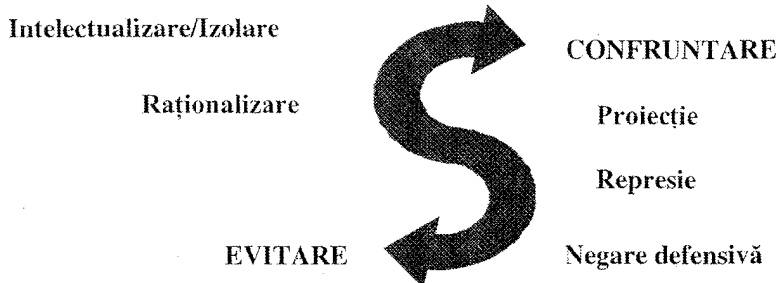 Intelectualizare/Izolare
CONFRUNTARE
Raționalizare
Proiecție
Represie
EVITARE
Negare defensivă